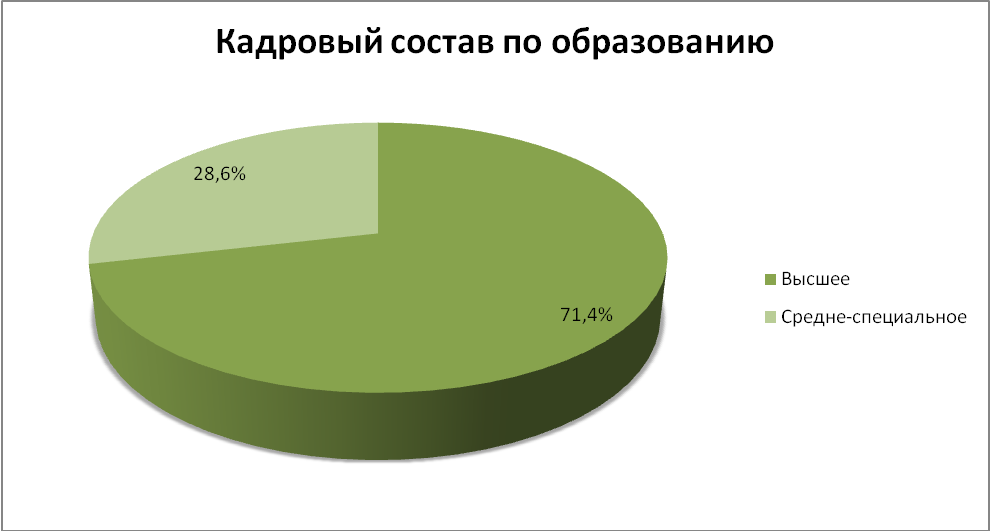 Кадровый состав по образованию
28,6%
71,4%
Высшее
Средне-специальное